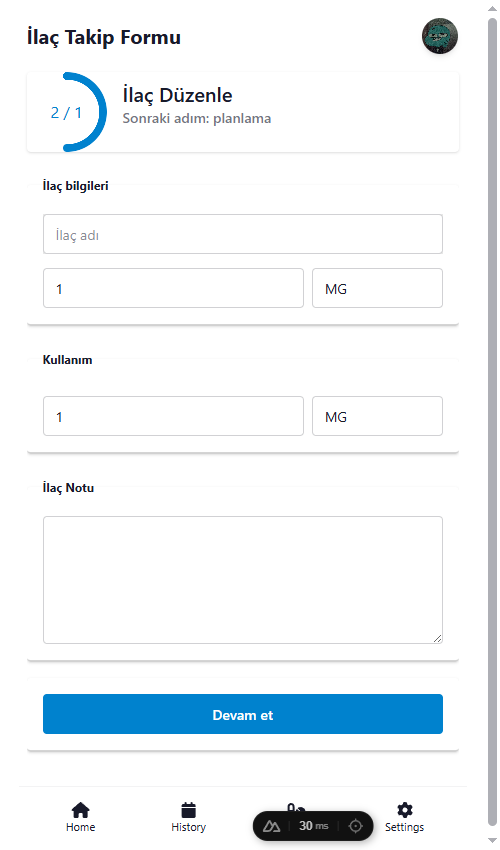 İlaç Takip Formu
2 / 1
İlaç Düzenle
Sonraki adım: planlama
İlaç bilgileri
İlaç adı
1
MG
Kullanım
1
MG
İlaç Notu
Devam et
Home
History
30 ms
Settings